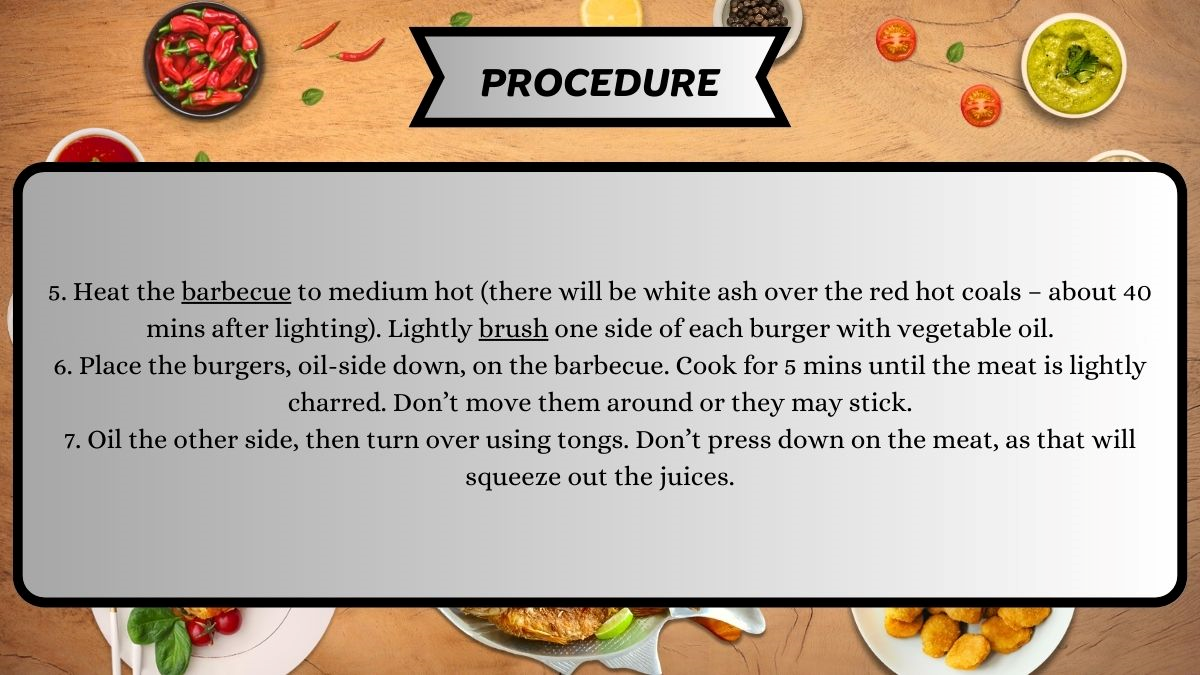 PROCEDURE
5. Heat the barbecue to medium hot (there will be white ash over the red hot coals – about 40
mins after lighting). Lightly brush one side of each burger with vegetable oil.
6. Place the burgers, oil-side down, on the barbecue. Cook for 5 mins until the meat is lightly
charred. Don’t move them around or they may stick.
7. Oil the other side, then turn over using tongs. Don’t press down on the meat, as that will
squeeze out the juices.